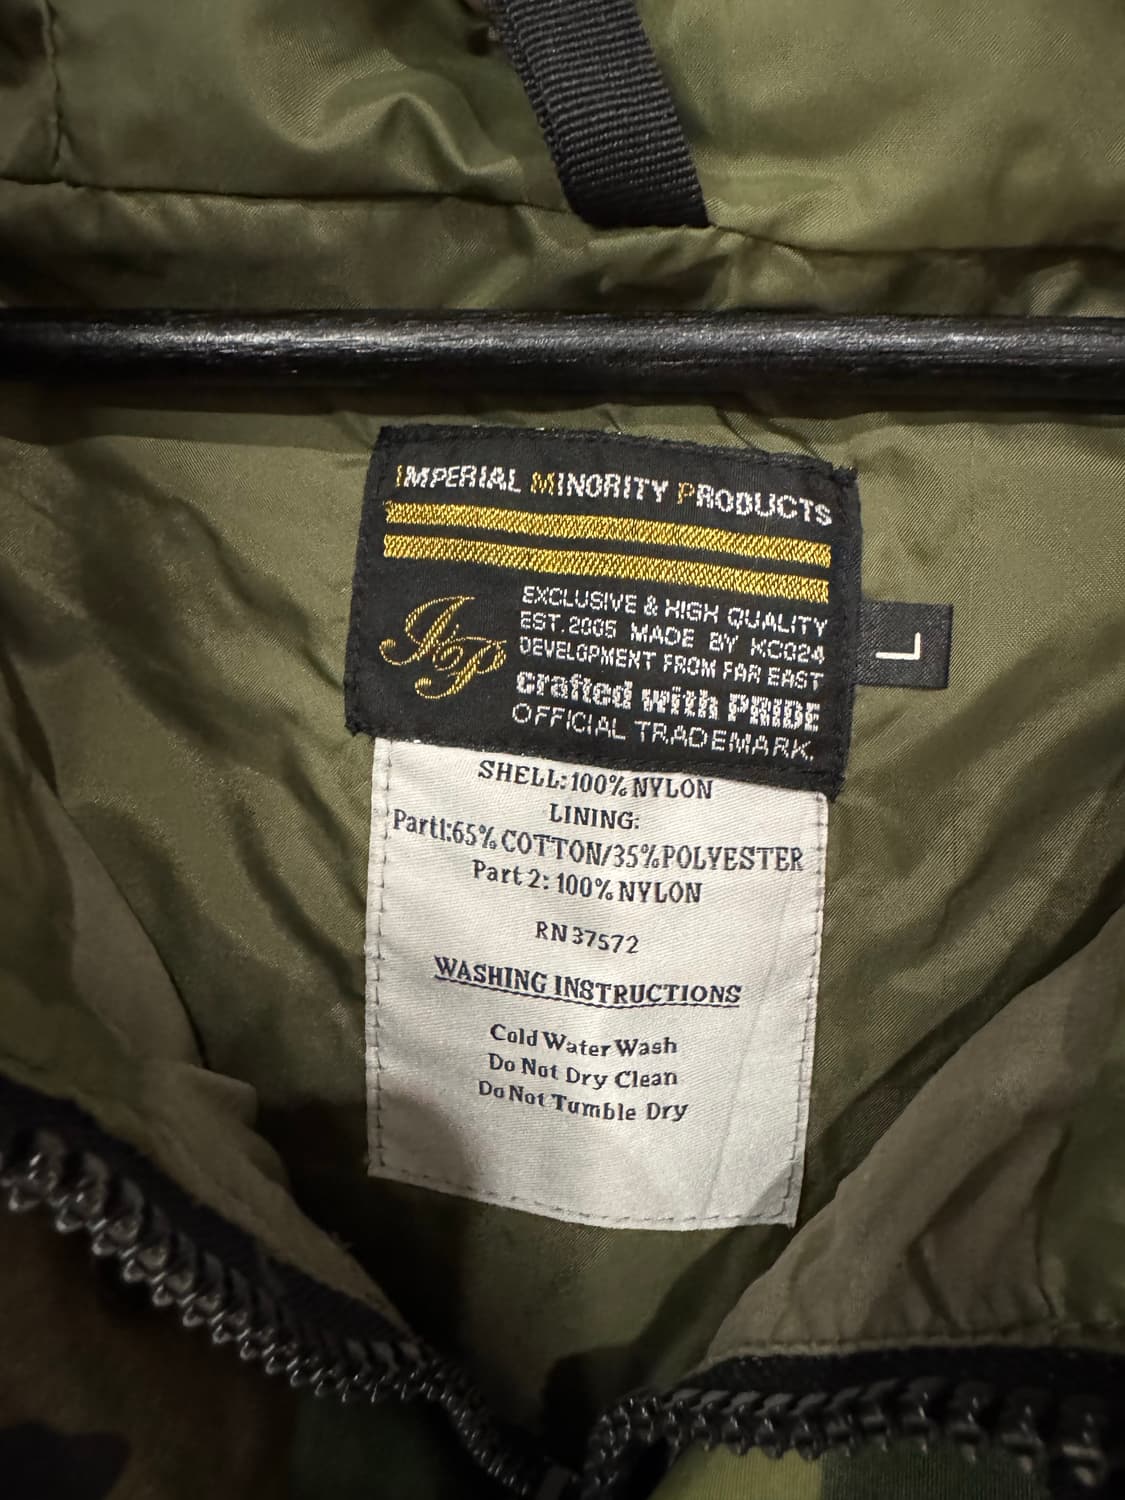 IMPERIAL MINORITY PRODUCTS
IP
EXCLUSIVE & HIGH QUALITY
EST.2005 MADE BY KCO24
DEVELOPMENT FROM FAR EAST
crafted with PRIDE
OFFICIAL TRADEMARK.
L
SHELL:100% NYLON
LINING:
Part1:65% COTTON/35%POLYESTER
Part 2: 100% NYLON
RN 37572
WASHING INSTRUCTIONS
Cold Water Wash
Do Not Dry Clean
Do Not Tumble Dry